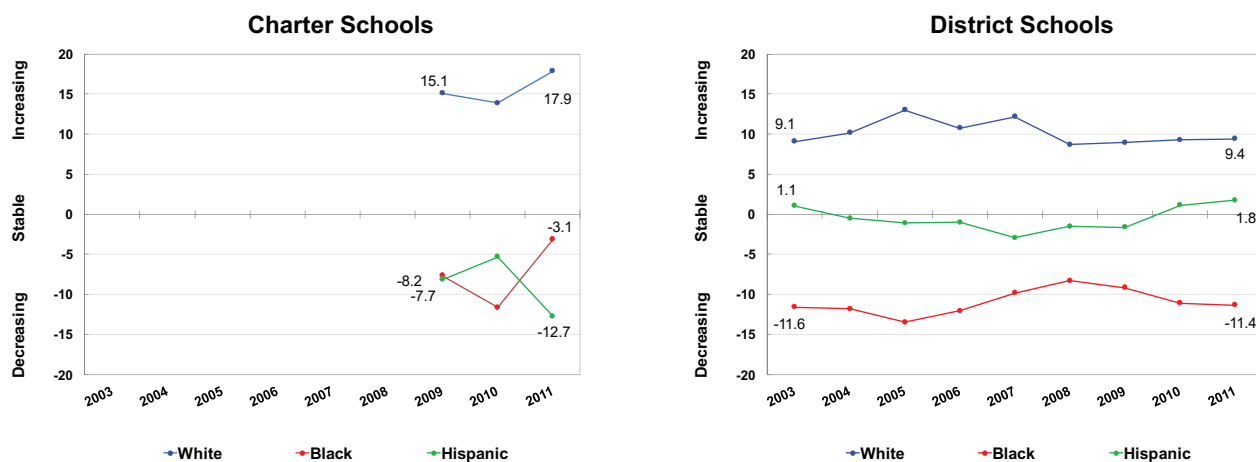 Charter Schools
20
15
10
5
0
-5
-10
-15
-20
Increasing
Stable
Decreasing
15.1
17.9
-3.1
-8.2
-7.7
-12.7
2003 2004 2005 2006 2007 2008 2009 2010 2011
White Black Hispanic
District Schools
20
15
10
5
0
-5
-10
-15
-20
Increasing
Stable
Decreasing
9.1
9.4
1.1
1.8
-11.6
-11.4
2003 2004 2005 2006 2007 2008 2009 2010 2011
White Black Hispanic